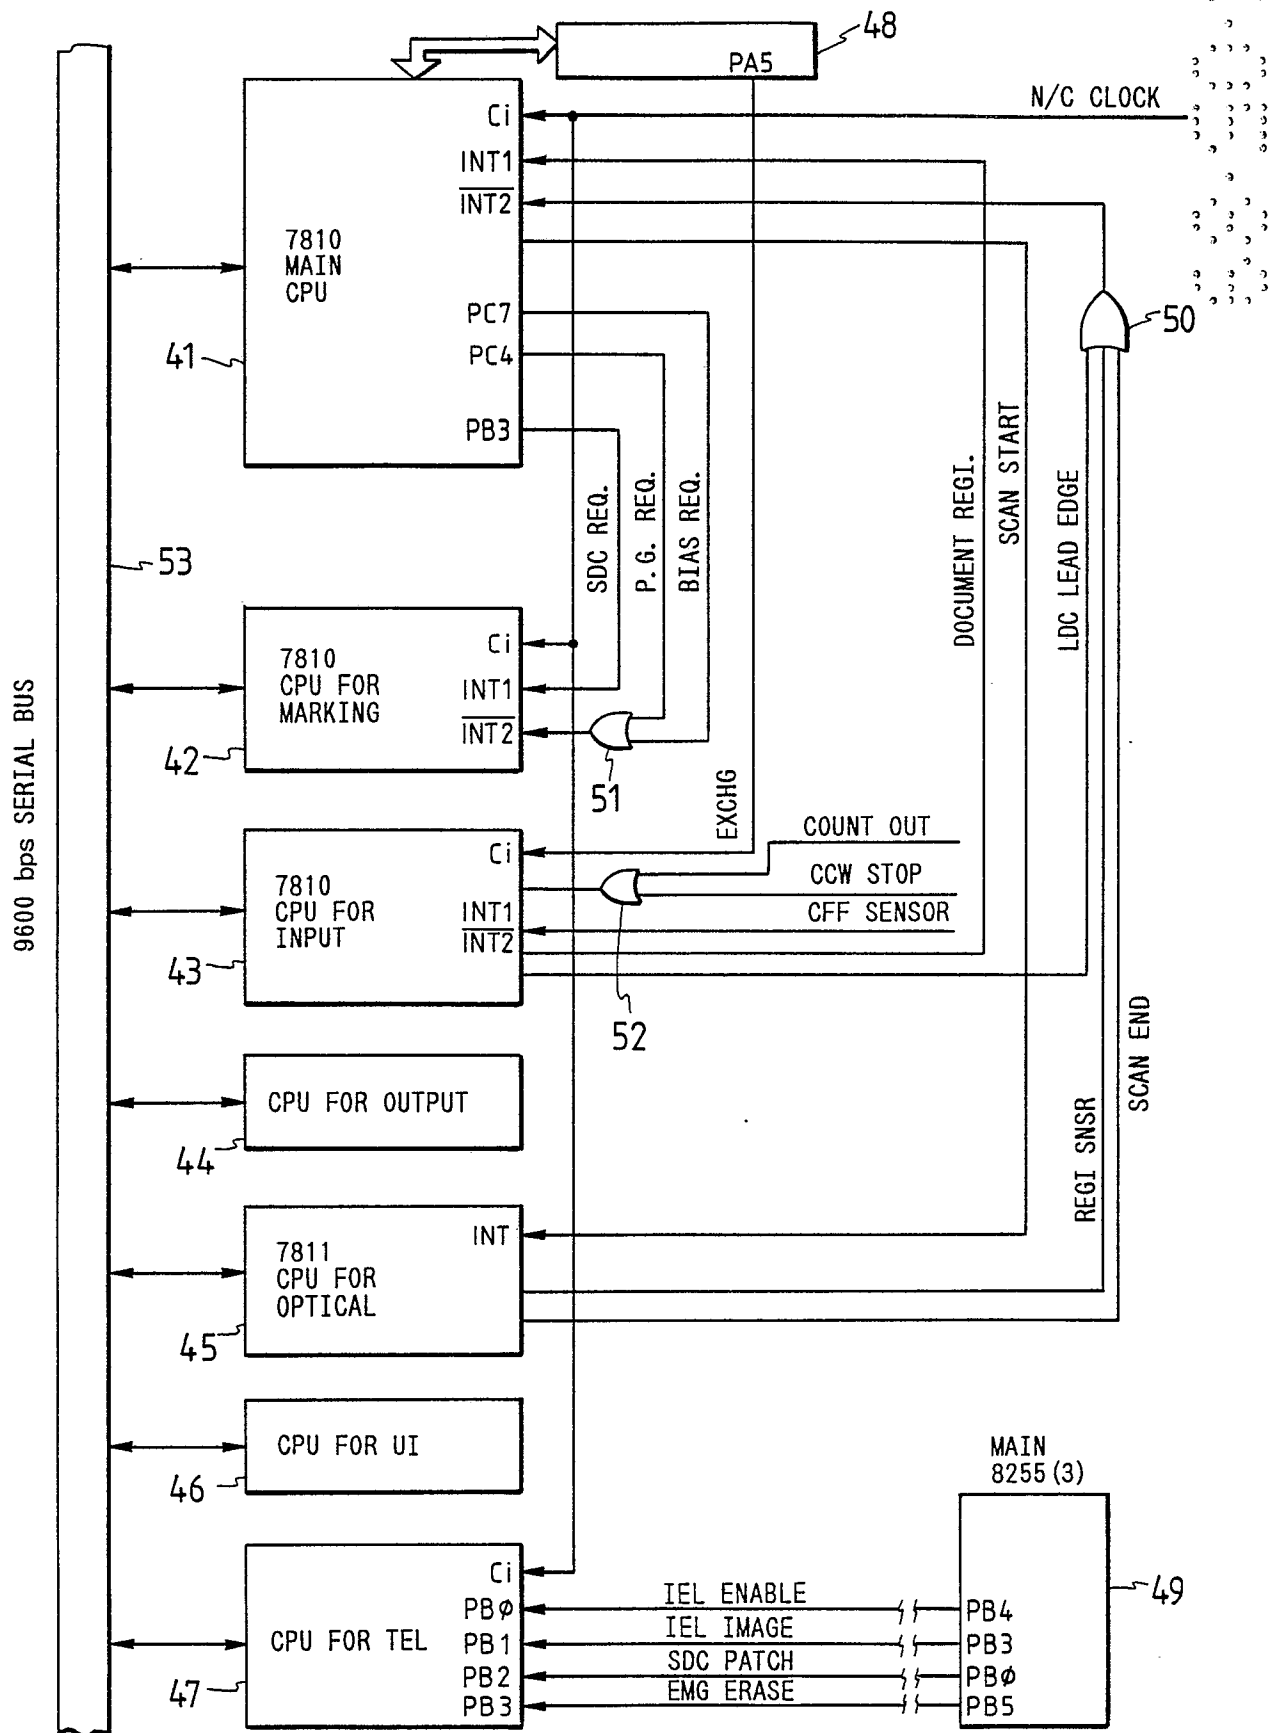 48
PA5
N/C CLOCK
Ci
INT1
INT2
7810
MAIN
CPU
PC7
PC4
PB3
41
50
SDC REQ.
P.G. REQ.
BIAS REQ.
DOCUMENT REGI.
SCAN START
LDC LEAD EDGE
53
9600 bps SERIAL BUS
7810
CPU FOR
MARKING
Ci
INT1
INT2
42
51
EXCHG
COUNT OUT
CCW STOP
CFF SENSOR
7810
CPU FOR
INPUT
Ci
INT1
INT2
43
52
SCAN END
REGI SNSR
CPU FOR OUTPUT
44
7811
CPU FOR
OPTICAL
INT
45
CPU FOR UI
46
MAIN
8255(3)
CPU FOR TEL
Ci
PBØ
PB1
PB2
PB3
47
IEL ENABLE
IEL IMAGE
SDC PATCH
EMG ERASE
PB4
PB3
PBØ
PB5
49